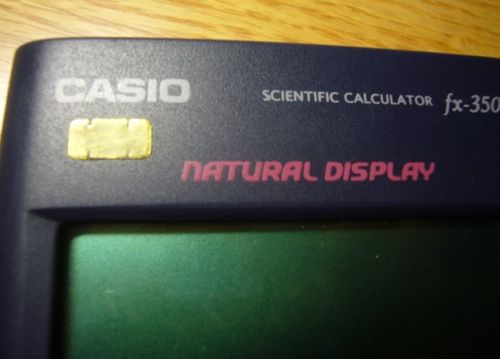 CASIO
SCIENTIFIC CALCULATOR fx-350
NATURAL DISPLAY